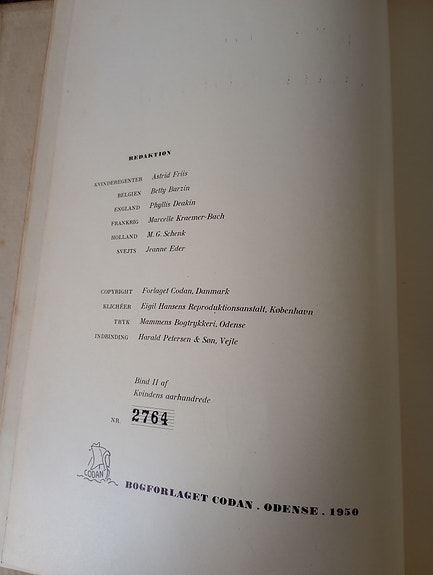 REDAKTION
KVINDEREGENTER Astrid Friis
BELGIEN Betty Barzin
ENGLAND Phyllis Deakin
FRANKRIG Marcelle Kraemer-Bach
HOLLAND M. G. Schenk
SVEJTS Jeanne Eder
COPYRIGHT Forlaget Codan, Danmark
KLICHÉER Eigil Hansens Reproduktionsanstalt, København
TRYK Mammens Bogtrykkeri, Odense
INDBINDING Harald Petersen & Søn, Vejle
Bind II af
Kvindens aarhundrede
NR. 2764
CODAN
BOGFORLAGET CODAN . ODENSE . 1950